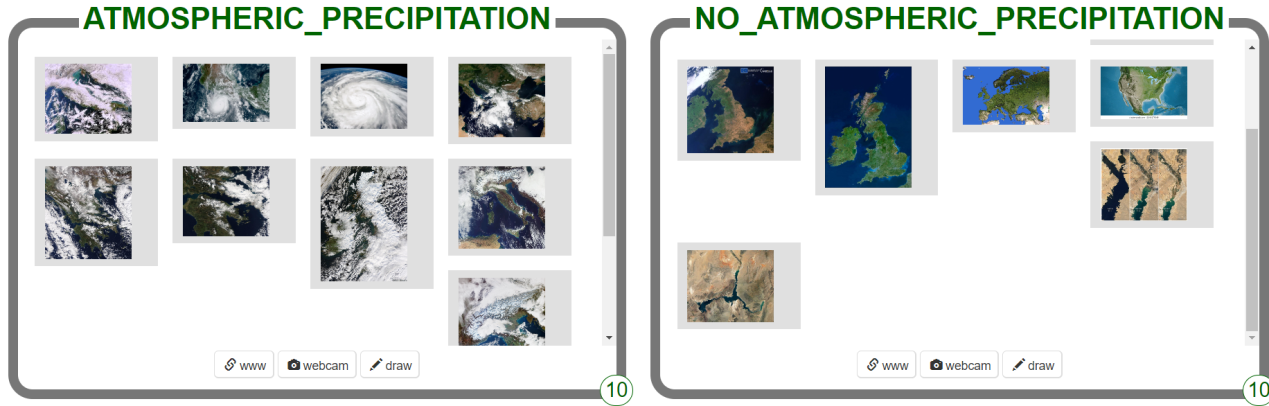 ATMOSPHERIC_PRECIPITATION
www
webcam
draw
10
NO_ATMOSPHERIC_PRECIPITATION
www
webcam
draw
10